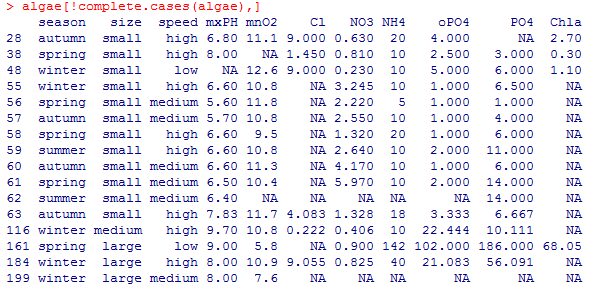 > algae[!complete.cases(algae),]
season size speed mxPH mnO2 Cl NO3 NH4 oPO4 PO4 Chla
28 autumn small high 6.80 11.1 9.000 0.630 20 4.000 NA 2.70
38 spring small high 8.00 NA 1.450 0.810 10 2.500 3.000 0.30
48 winter small low NA 12.6 9.000 0.230 10 5.000 6.000 1.10
55 winter small high 6.60 10.8 NA 3.245 10 1.000 6.500 NA
56 spring small medium 5.60 11.8 NA 2.220 5 1.000 1.000 NA
57 autumn small medium 5.70 10.8 NA 2.550 10 1.000 4.000 NA
58 spring small high 6.60 9.5 NA 1.320 20 1.000 6.000 NA
59 summer small high 6.60 10.8 NA 2.640 10 2.000 11.000 NA
60 autumn small medium 6.60 11.3 NA 4.170 10 1.000 6.000 NA
61 spring small medium 6.50 10.4 NA 5.970 10 2.000 14.000 NA
62 summer small medium 6.40 NA NA NA NA NA 14.000 NA
63 autumn small high 7.83 11.7 4.083 1.328 18 3.333 6.667 NA
116 winter medium high 9.70 10.8 0.222 0.406 10 22.444 10.111 NA
161 spring large low 9.00 5.8 NA 0.900 142 102.000 186.000 68.05
184 winter large high 8.00 10.9 9.055 0.825 40 21.083 56.091 NA
199 winter large medium 8.00 7.6 NA NA NA NA NA NA